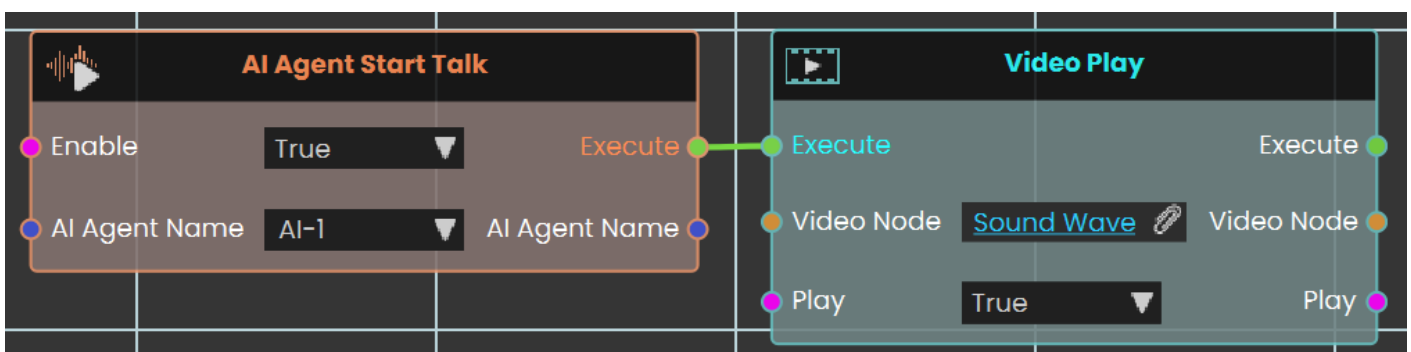 AI Agent Start Talk
Enable True Execute
AI Agent Name AI-1 AI Agent Name
Video Play
Execute Execute
Video Node Sound Wave Video Node
Play True Play